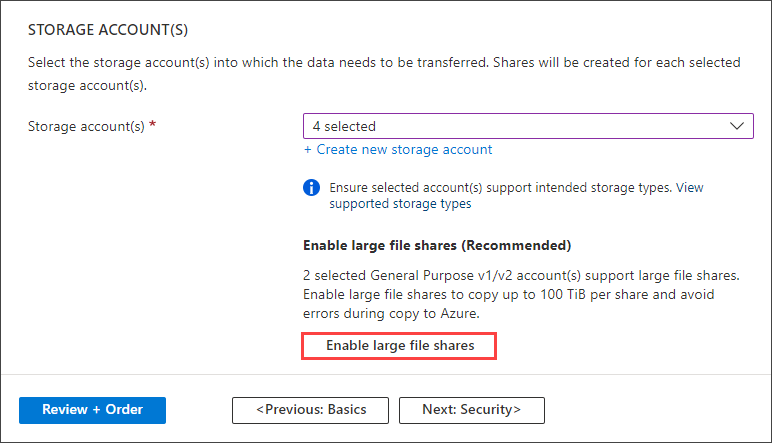 STORAGE ACCOUNT(S)
Select the storage account(s) into which the data needs to be transferred. Shares will be created for each selected
storage account(s).
Storage account(s) *
4 selected
+ Create new storage account
Ensure selected account(s) support intended storage types. View
supported storage types
Enable large file shares (Recommended)
2 selected General Purpose v1/v2 account(s) support large file shares.
Enable large file shares to copy up to 100 TiB per share and avoid
errors during copy to Azure.
Enable large file shares
Review + Order
<Previous: Basics
Next: Security>